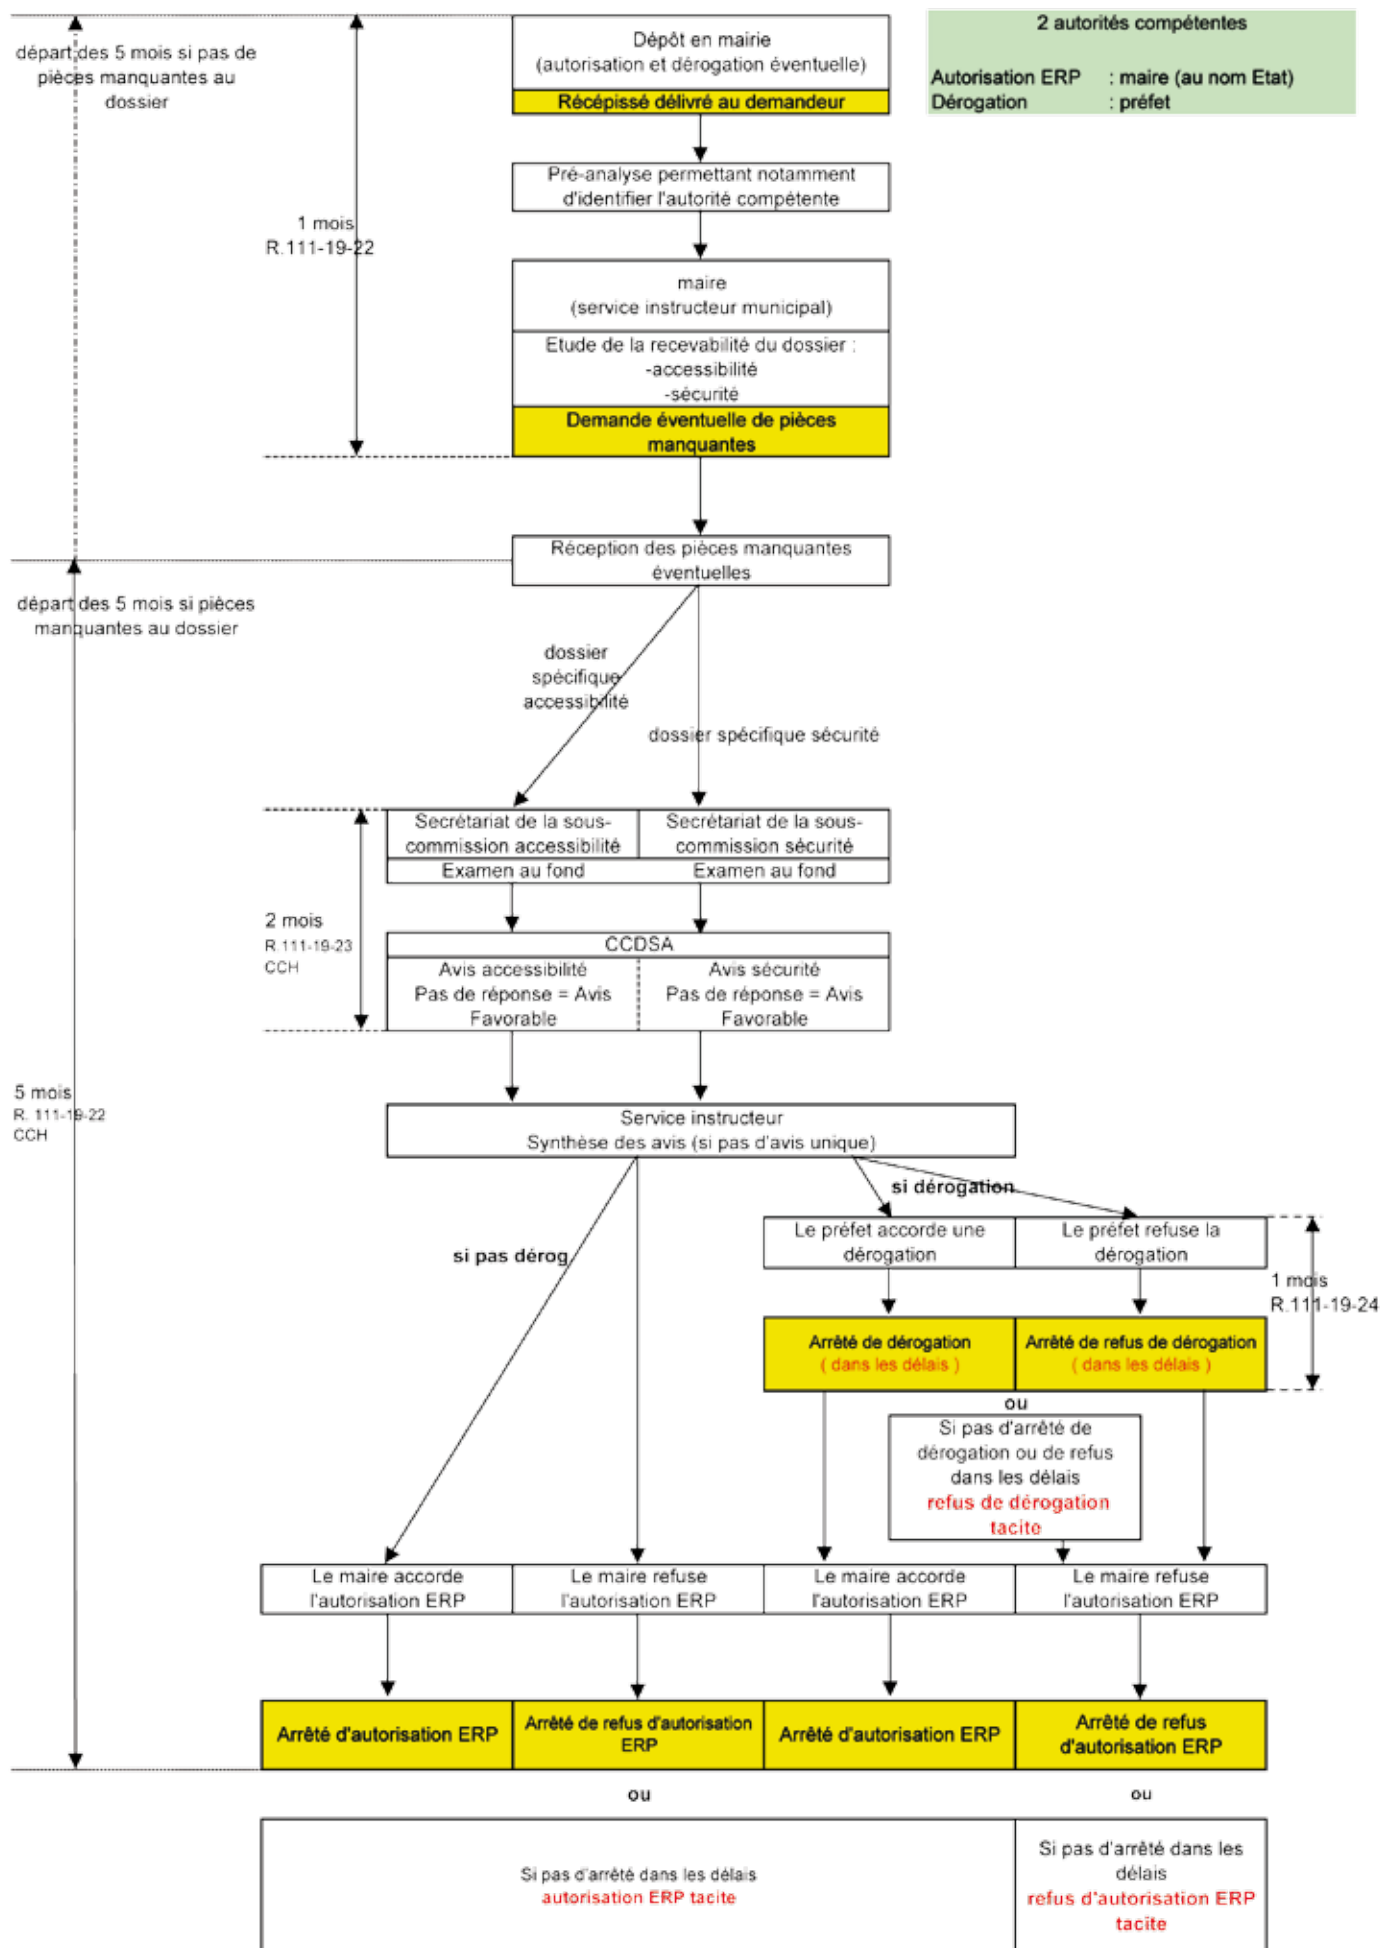 départ des 5 mois si pas de
pièces manquantes au
dossier
Dépôt en mairie
(autorisation et dérogation éventuelle)
Récépissé délivré au demandeur
2 autorités compétentes
Autorisation ERP : maire (au nom Etat)
Dérogation : préfet
Pré-analyse permettant notamment
d'identifier l'autorité compétente
1 mois
R.111-19-22
maire
(service instructeur municipal)
Etude de la recevabilité du dossier :
-accessibilité
-sécurité
Demande éventuelle de pièces
manquantes
Réception des pièces manquantes
éventuelles
départ des 5 mois si pièces
manquantes au dossier
dossier
spécifique
accessibilité
dossier spécifique sécurité
Secrétariat de la sous-
commission accessibilité
Secrétariat de la sous-
commission sécurité
Examen au fond
Examen au fond
2 mois
R.111-19-23
CCH
CCDSA
Avis accessibilité
Pas de réponse = Avis
Favorable
Avis sécurité
Pas de réponse = Avis
Favorable
5 mois
R. 111-19-22
CCH
Service instructeur
Synthèse des avis (si pas d'avis unique)
si dérogation
si pas dérog
Le préfet accorde une
dérogation
Le préfet refuse la
dérogation
1 mois
R.111-19-24
Arrêté de dérogation
( dans les délais )
Arrêté de refus de dérogation
( dans les délais )
ou
Si pas d'arrêté de
dérogation ou de refus
dans les délais
refus de dérogation
tacite
Le maire accorde
l'autorisation ERP
Le maire refuse
l'autorisation ERP
Le maire accorde
l'autorisation ERP
Le maire refuse
l'autorisation ERP
Arrêté d'autorisation ERP
Arrêté de refus d'autorisation
ERP
Arrêté d'autorisation ERP
Arrêté de refus
d'autorisation ERP
ou
ou
Si pas d'arrêté dans les délais
autorisation ERP tacite
Si pas d'arrêté dans les
délais
refus d'autorisation ERP
tacite